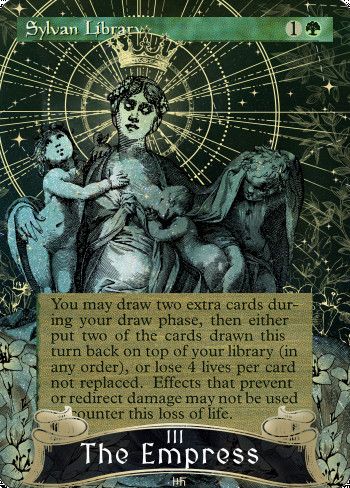 Sylvan Library 1
You may draw two extra cards dur-
ing your draw phase, then either
put two of the cards drawn this
turn back on top of your library (in
any order), or lose 4 lives per card
not replaced. Effects that prevent
or redirect damage may not be used
counter this loss of life.
III
The Empress